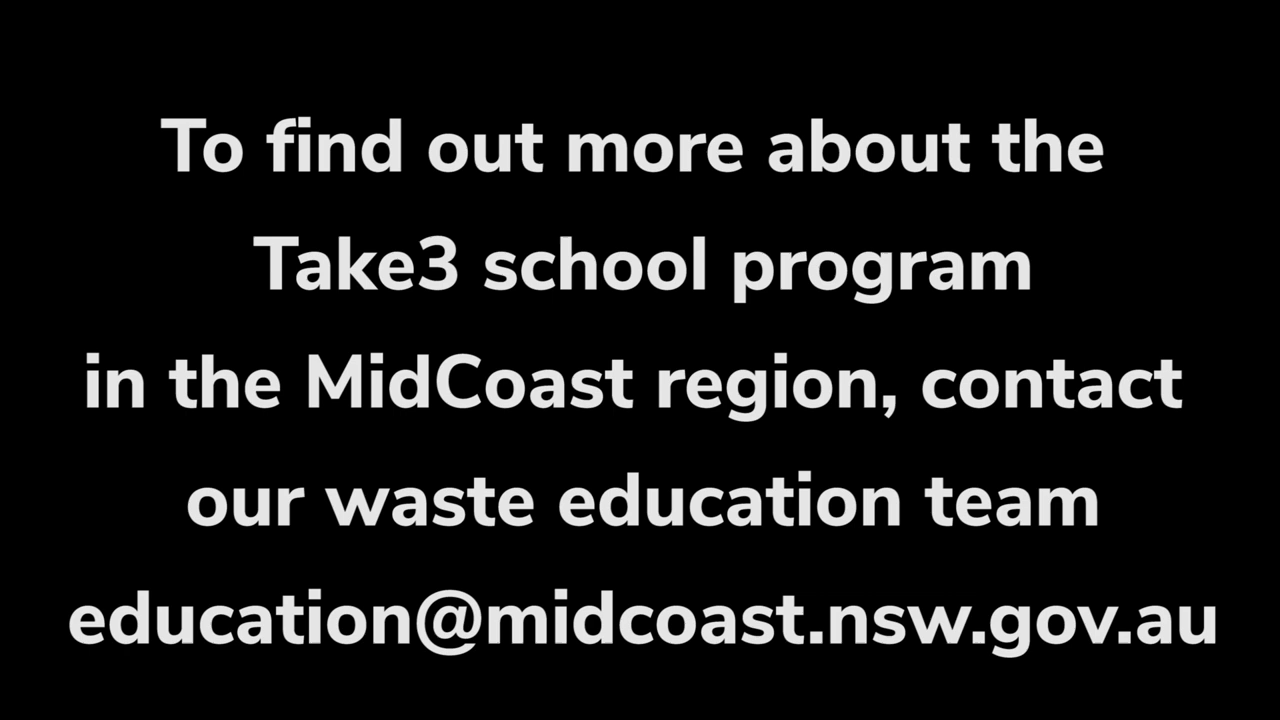 To find out more about the
Take3 school program
in the MidCoast region, contact
our waste education team
education@midcoast.nsw.gov.au